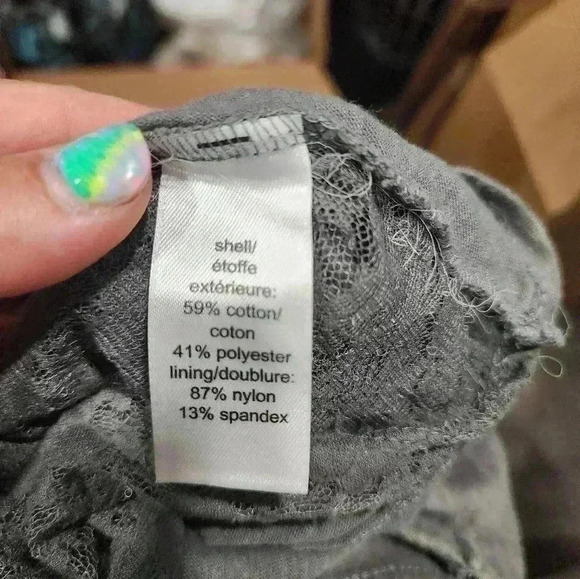 shell/
étoffe
extérieure:
59% cotton/
coton
41% polyester
lining/doublure:
87% nylon
13% spandex